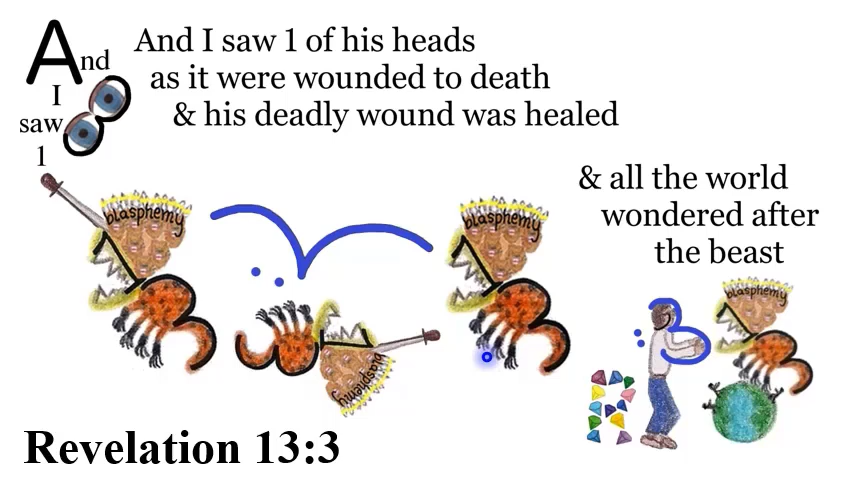 And
I
saw
1
And I saw 1 of his heads
as it were wounded to death
& his deadly wound was healed
& all the world
wondered after
the beast
blasphemy
blasphemy
blasphemy
blasphemy
Revelation 13:3